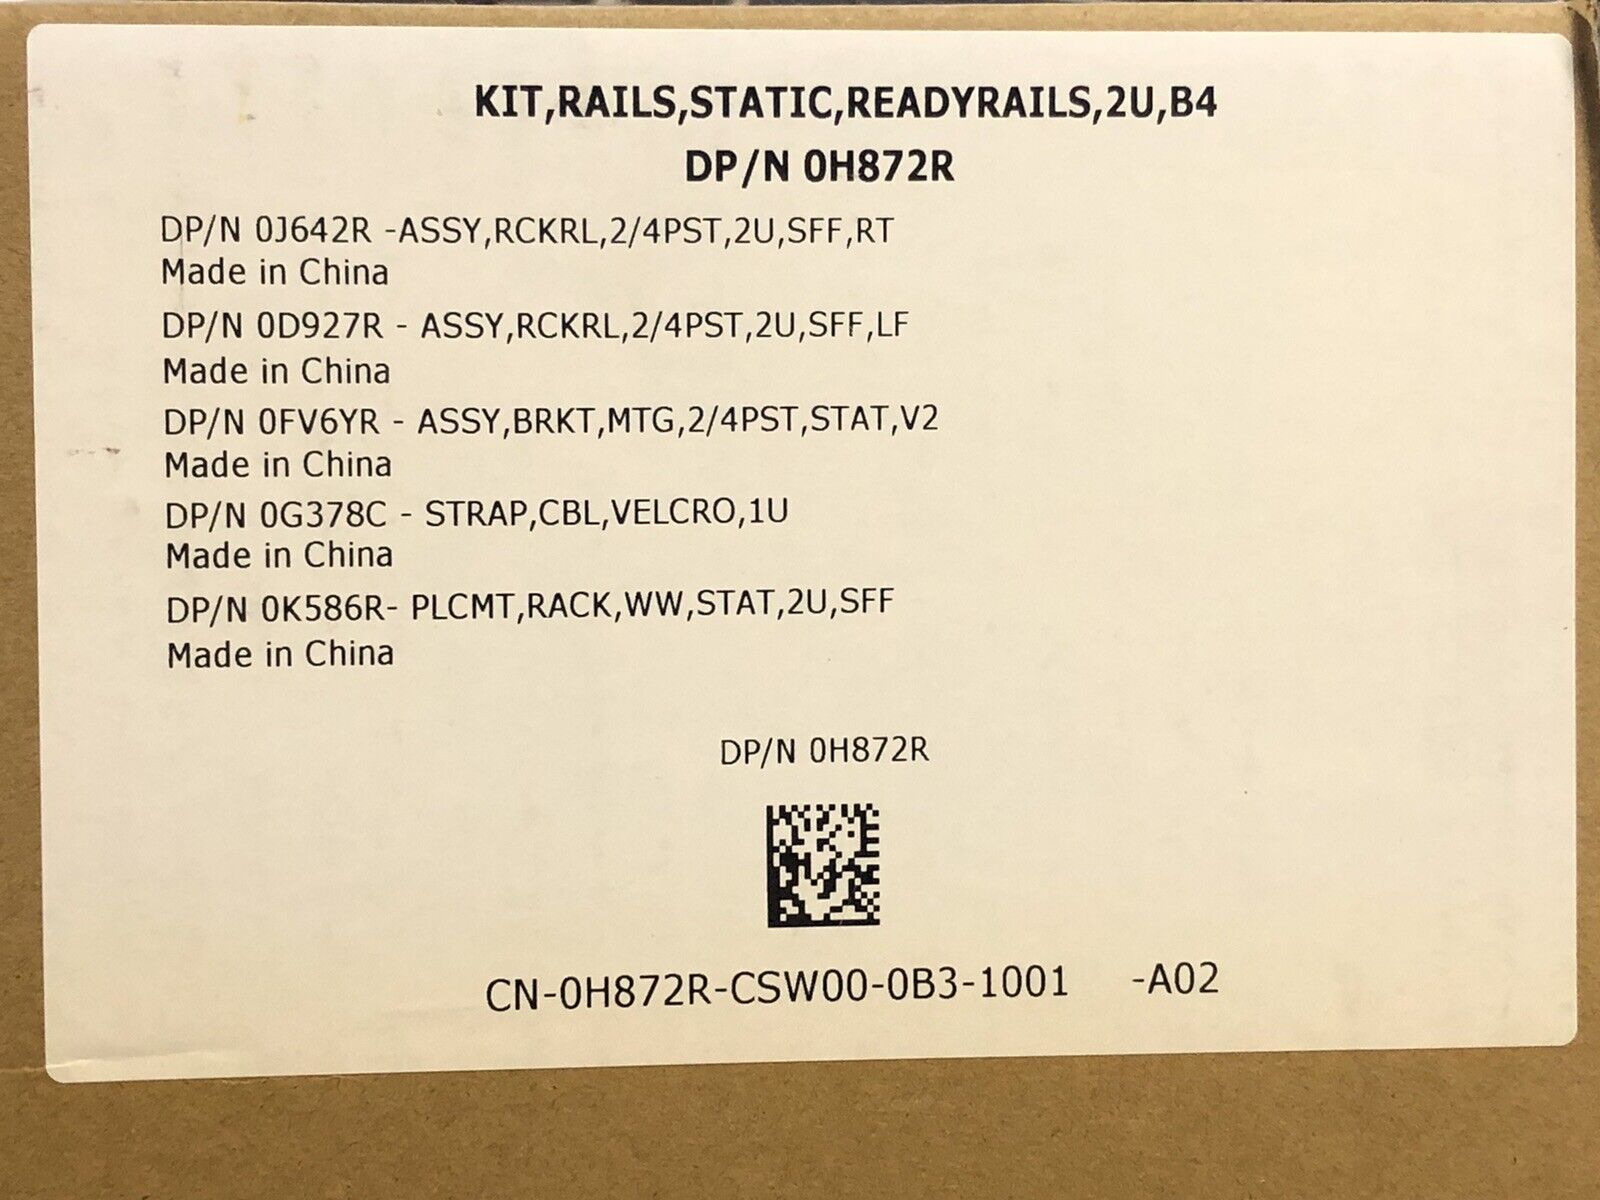 KIT,RAILS,STATIC,READYRAILS,2U,B4
DP/N 0H872R
DP/N 0J642R -ASSY,RCKRL,2/4PST,2U,SFF,RT
Made in China
DP/N 0D927R - ASSY,RCKRL,2/4PST,2U,SFF,LF
Made in China
DP/N 0FV6YR - ASSY,BRKT,MTG,2/4PST,STAT,V2
Made in China
DP/N 0G378C - STRAP,CBL,VELCRO,1U
Made in China
DP/N 0K586R- PLCMT,RACK,WW,STAT,2U,SFF
Made in China
DP/N 0H872R
CN-0H872R-CSW00-0B3-1001 -A02